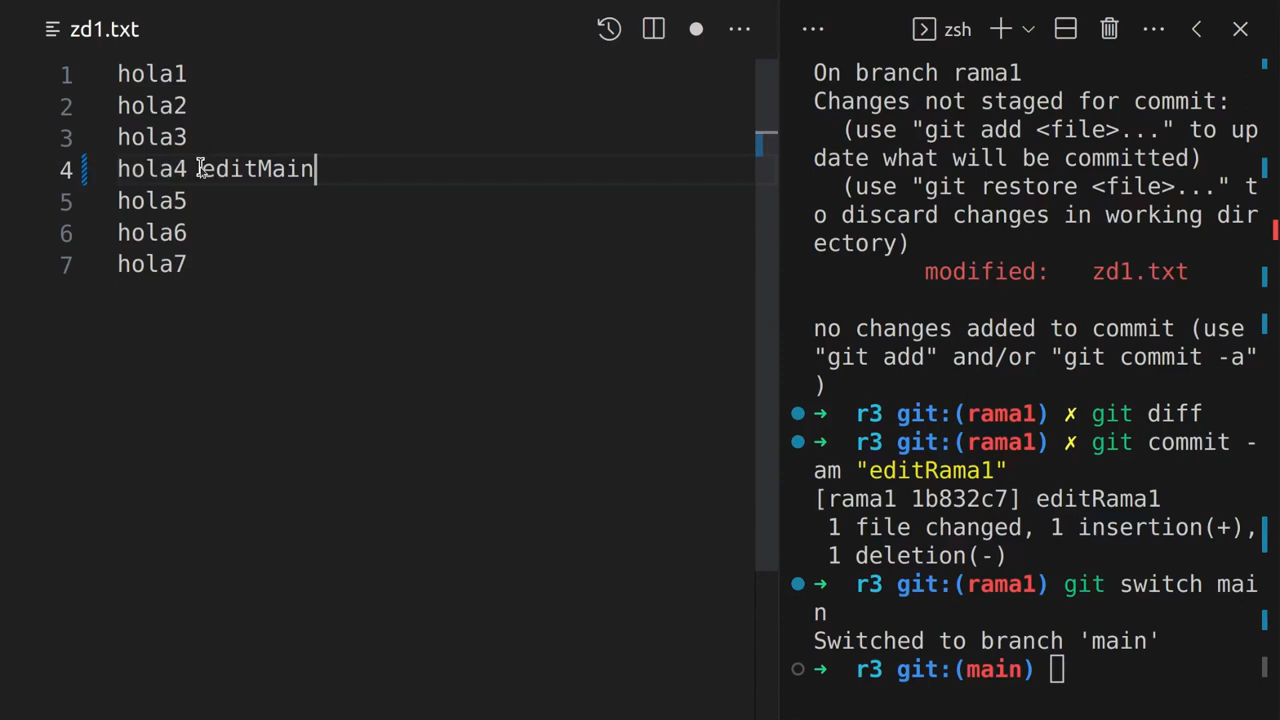 zd1.txt
1 hola1
2 hola2
3 hola3
4 hola4 editMain
5 hola5
6 hola6
7 hola7
zsh
On branch rama1
Changes not staged for commit:
  (use "git add <file>..." to up
date what will be committed)
  (use "git restore <file>..." t
o discard changes in working dir
ectory)
        modified:   zd1.txt
no changes added to commit (use
"git add" and/or "git commit -a"
)
➜  r3 git:(rama1) ✗ git diff
➜  r3 git:(rama1) ✗ git commit -
am "editRama1"
[rama1 1b832c7] editRama1
 1 file changed, 1 insertion(+),
 1 deletion(-)
➜  r3 git:(rama1) git switch mai
n
Switched to branch 'main'
➜  r3 git:(main)